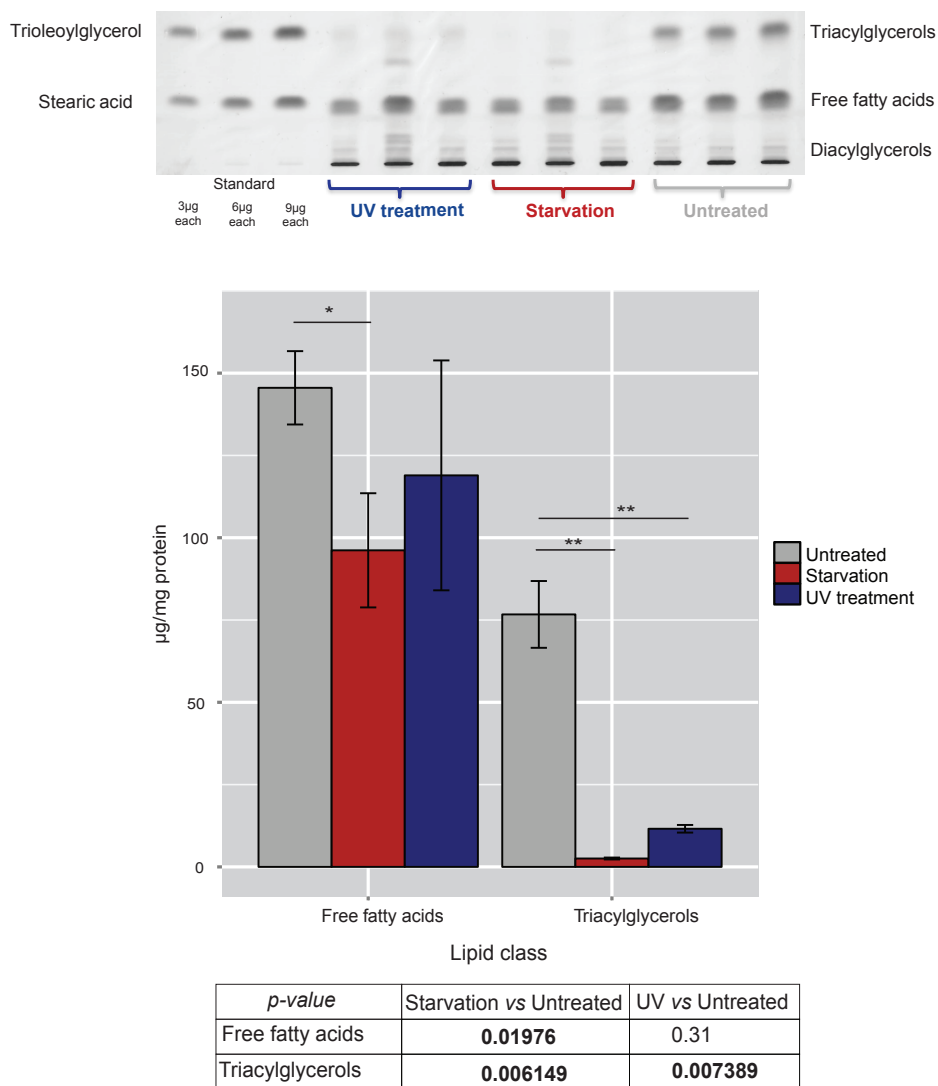 Trioleoylglycerol
Triacylglycerols
Stearic acid
Free fatty acids
Diacylglycerols
Standard
3µg each
6µg each
9µg each
UV treatment
Starvation
Untreated
*
150
**
**
100
Untreated
Starvation
UV treatment
µg/mg protein
50
0
Free fatty acids
Triacylglycerols
Lipid class
p-value Starvation vs Untreated UV vs Untreated
Free fatty acids 0.01976 0.31
Triacylglycerols 0.006149 0.007389